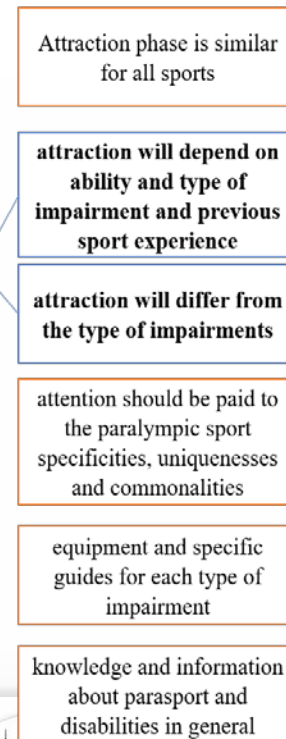 Attraction phase is similar
for all sports
attraction will depend on
ability and type of
impairment and previous
sport experience
attraction will differ from
the type of impairments
attention should be paid to
the paralympic sport
specificities, uniquenesses
and commonalities
equipment and specific
guides for each type of
impairment
knowledge and information
about parasport and
disabilities in general